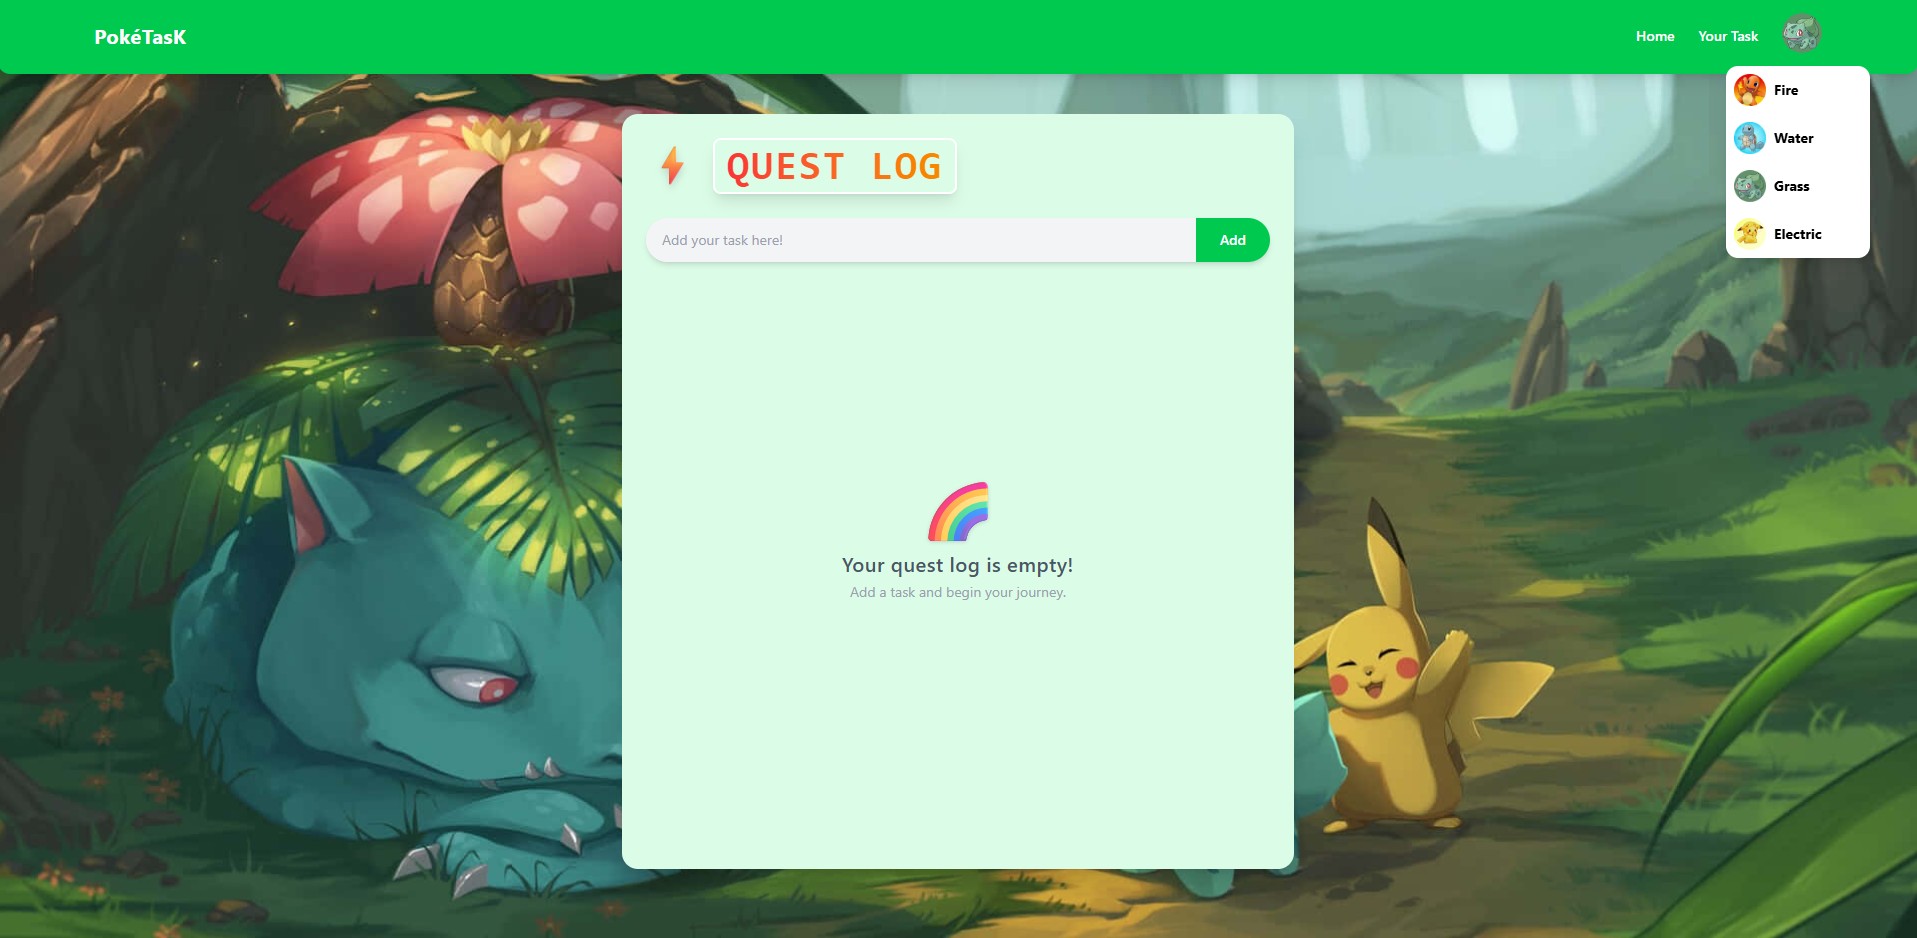 PokéTasK
Home
Your Task
Fire
Water
Grass
Electric
QUEST LOG
Add your task here!
Add
Your quest log is empty!
Add a task and begin your journey.